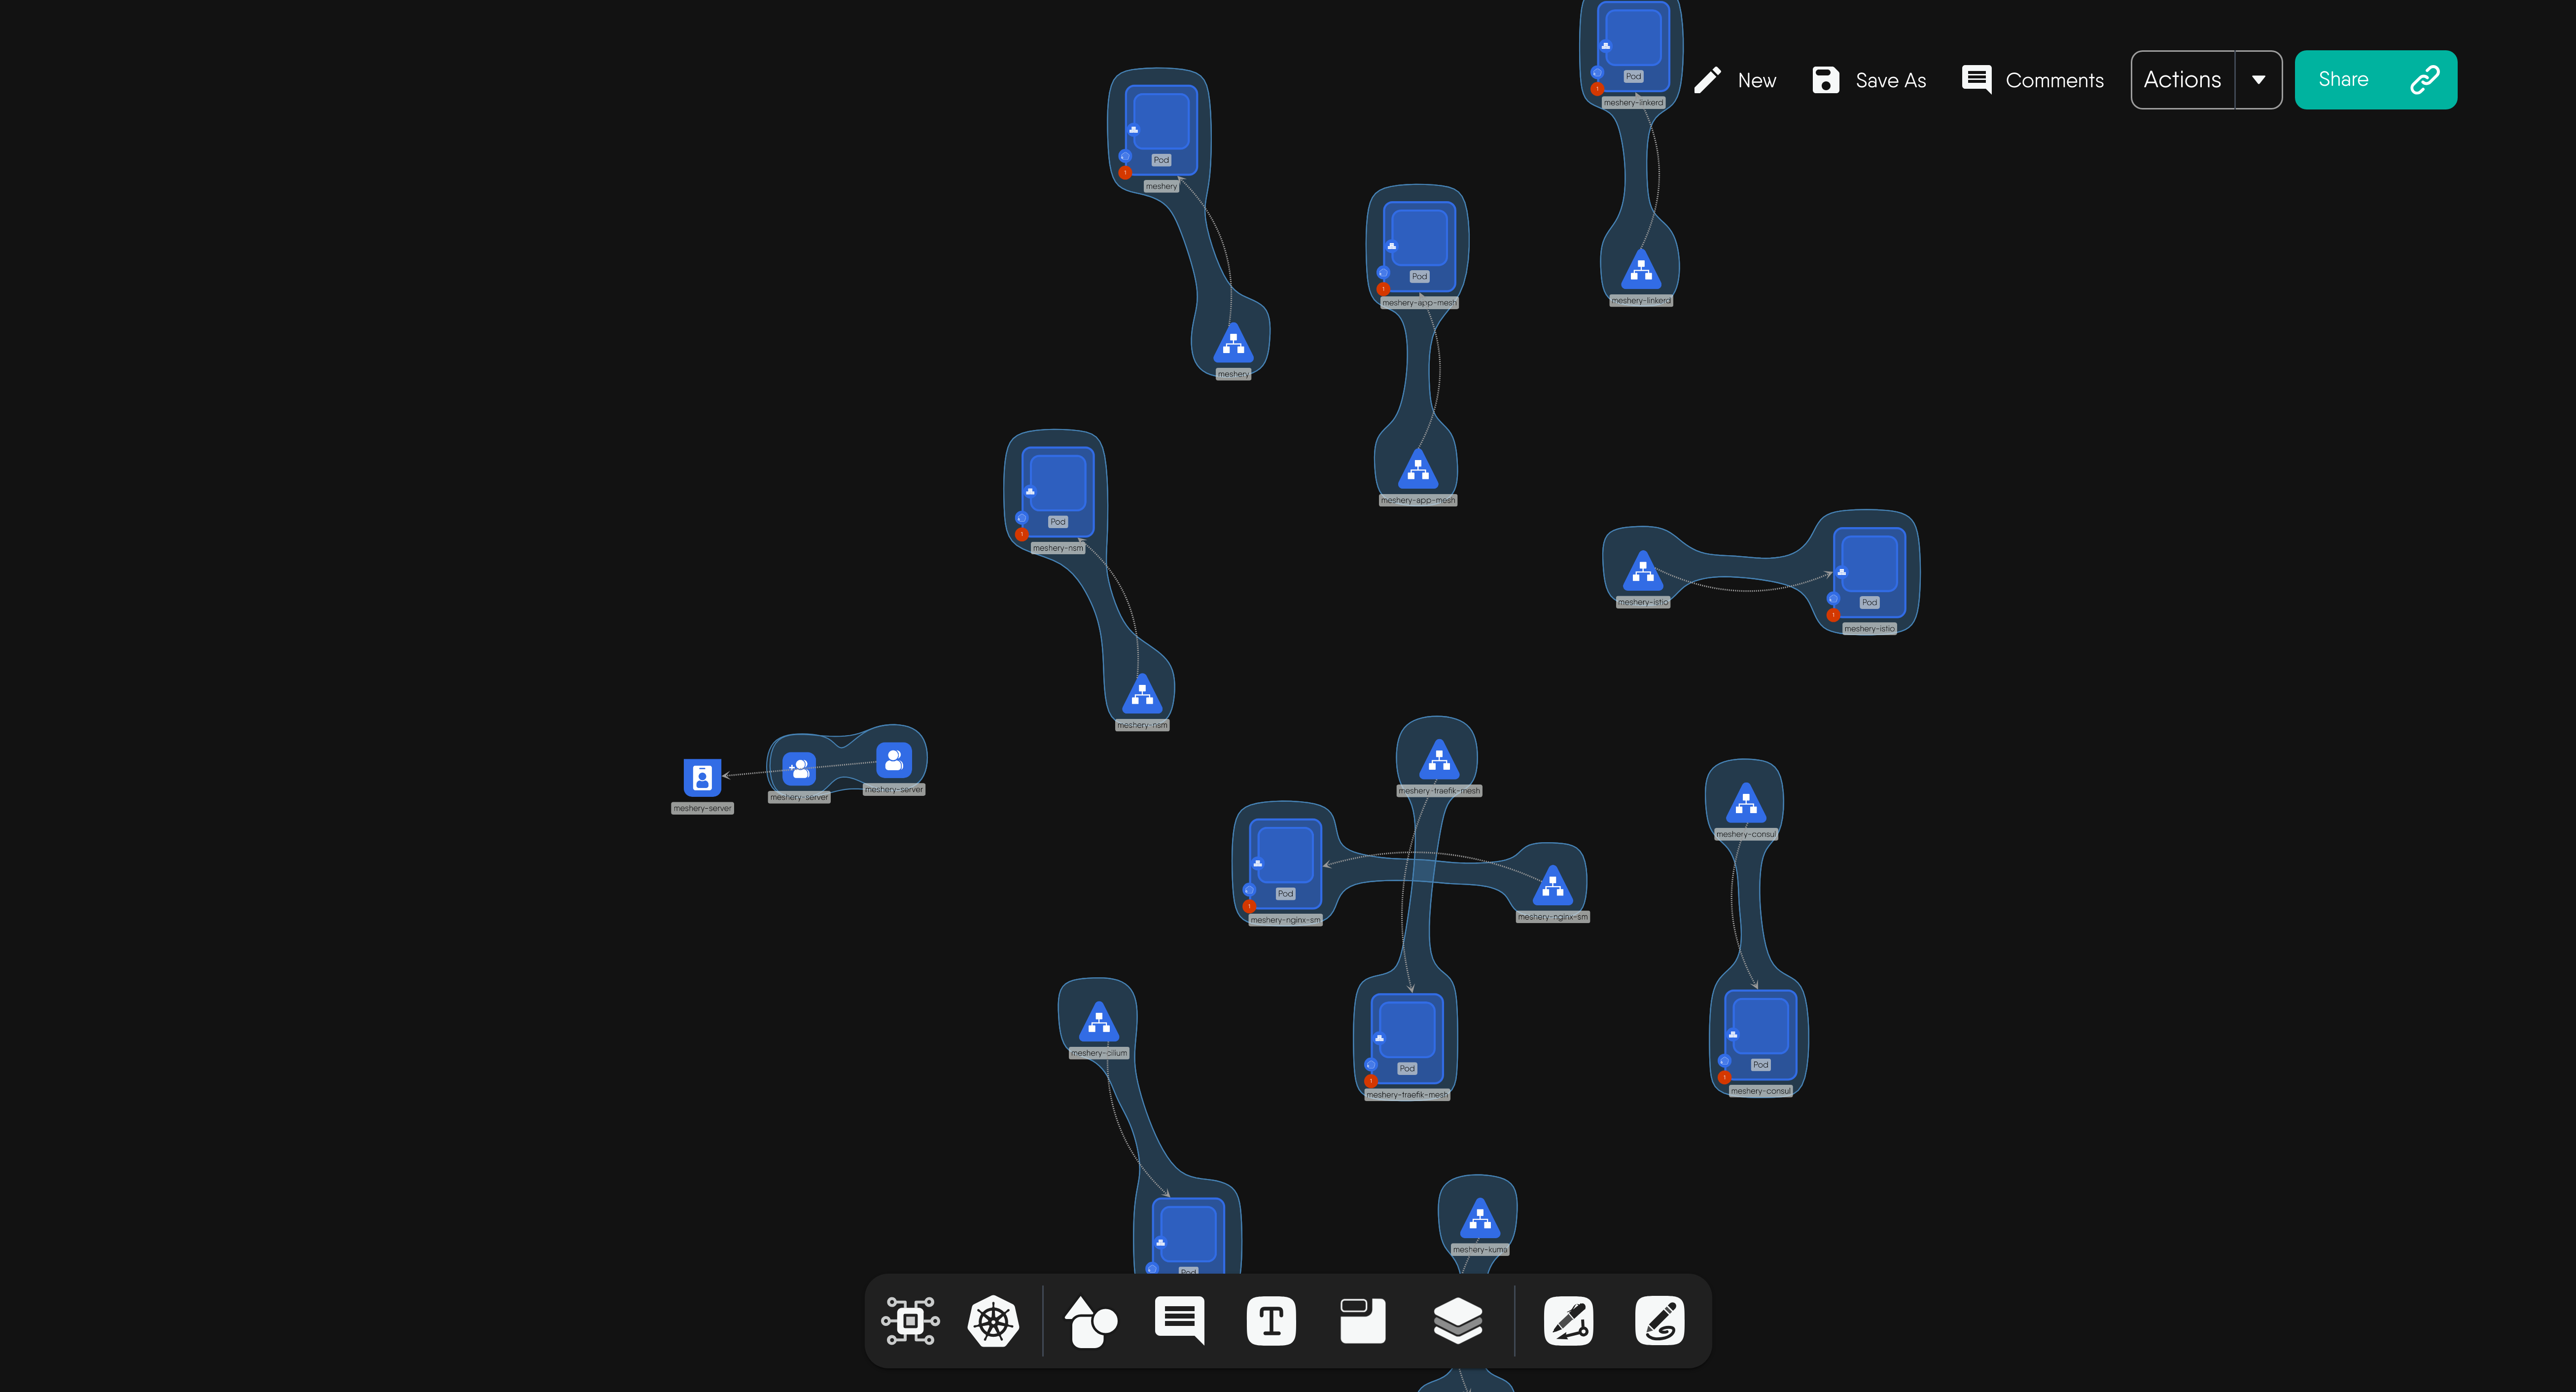 Pod
meshery-linkerd
New
Save As
Comments
Actions
Share
Pod
meshery
Pod
meshery-app-mesh
meshery-linkerd
meshery
meshery-app-mesh
Pod
meshery-nsm
meshery-istio
Pod
meshery-istio
meshery-nsm
meshery-server
meshery-server
meshery-server
meshery-traefik-mesh
meshery-consul
Pod
meshery-nginx-sm
meshery-nginx-sm
meshery-cilium
Pod
meshery-traefik-mesh
Pod
meshery-consul
Pod
meshery-kuma
T